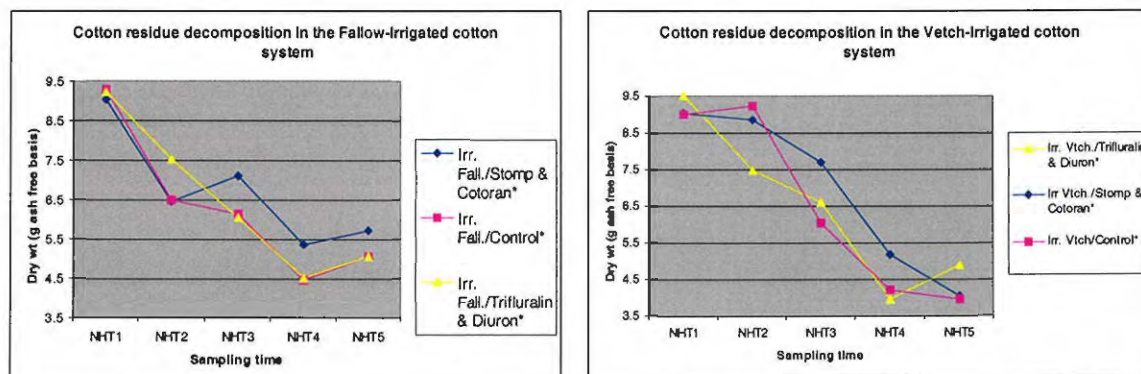 Cotton residue decomposition in the Fallow-Irrigated cotton
system
Dry wt (g ash free basis)
9.5
8.5
7.5
6.5
5.5
4.5
3.5
NHT1 NHT2 NHT3 NHT4 NHT5
Sampling time
Irr.
Fall./Stomp &
Cotoran*
Irr.
Fall./Control*
Irr.
Fall./Trifluralin
& Diuron*
Cotton residue decomposition in the Vetch-Irrigated cotton
system
Dry wt (g ash free basis)
9.5
8.5
7.5
6.5
5.5
4.5
3.5
NHT1 NHT2 NHT3 NHT4 NHT5
Sampling time
Irr. Vtch./Trifluralin
& Diuron*
Irr Vtch./Stomp &
Cotoran*
Irr. Vtch/Control*